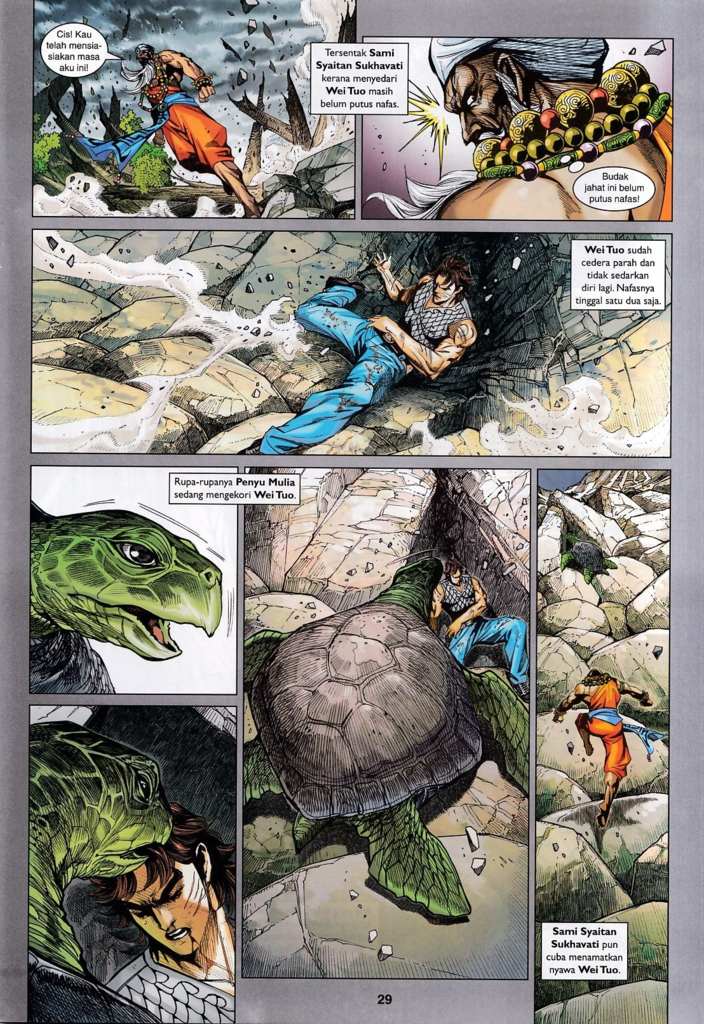 Cis! Kau
telah mensia-
siakan masa
aku ini!
Tersentak Sami
Syaitan Sukhavati
kerana menyedari
Wei Tuo masih
belum putus nafas.
Budak
jahat ini belum
putus nafas!
Wei Tuo sudah
cedera parah dan
tidak sedarkan
diri lagi. Nafasnya
tinggal satu dua saja.
Rupa-rupanya Penyu Mulia
sedang mengekori Wei Tuo.
Sami Syaitan
Sukhavati pun
cuba menamatkan
nyawa Wei Tuo.
29